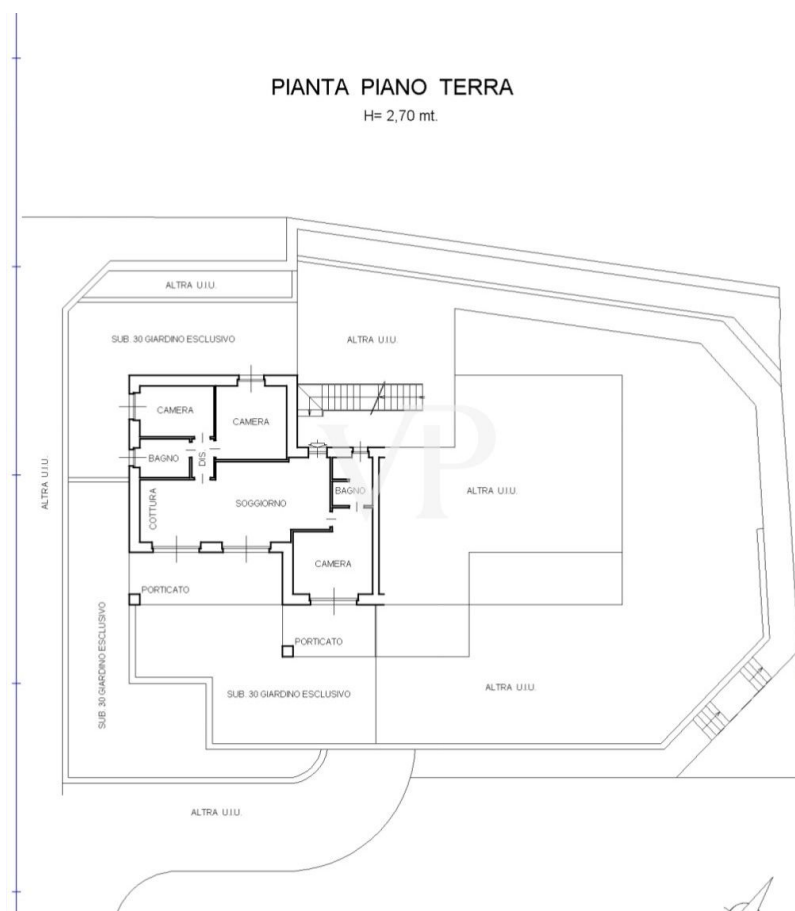 PIANTA PIANO TERRA
H= 2,70 mt.
ALTRA U.I.U.
SUB. 30 GIARDINO ESCLUSIVO
ALTRA U.I.U.
CAMERA
CAMERA
BAGNO
DIS.
ALTRA U.I.U.
COTTURA
SOGGIORNO
BAGNO
ALTRA U.I.U.
VP
CAMERA
PORTICATO
SUB. 30 GIARDINO ESCLUSIVO
PORTICATO
SUB. 30 GIARDINO ESCLUSIVO
ALTRA U.I.U.
ALTRA U.I.U.